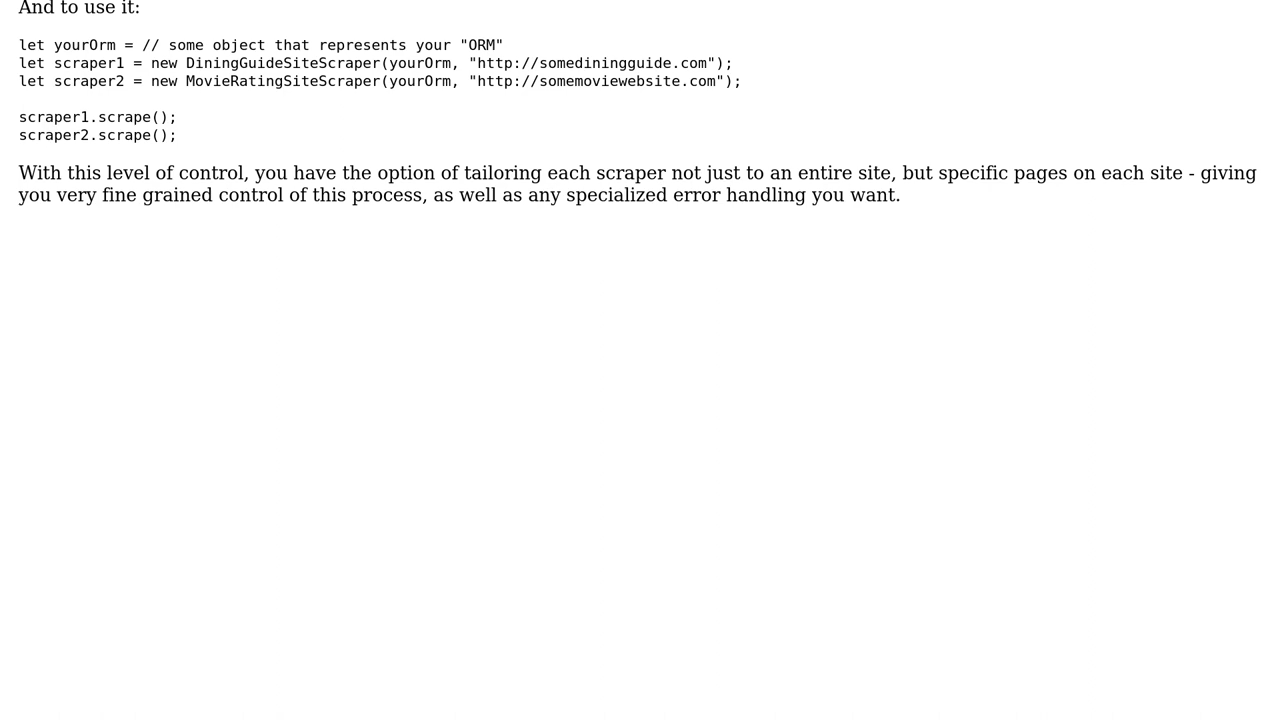 And to use it:
let yourOrm = // some object that represents your "ORM"
let scraper1 = new DiningGuideSiteScraper(yourOrm, "http://somediningguide.com");
let scraper2 = new MovieRatingSiteScraper(yourOrm, "http://somemoviewebsite.com");
scraper1.scrape();
scraper2.scrape();
With this level of control, you have the option of tailoring each scraper not just to an entire site, but specific pages on each site - giving
you very fine grained control of this process, as well as any specialized error handling you want.